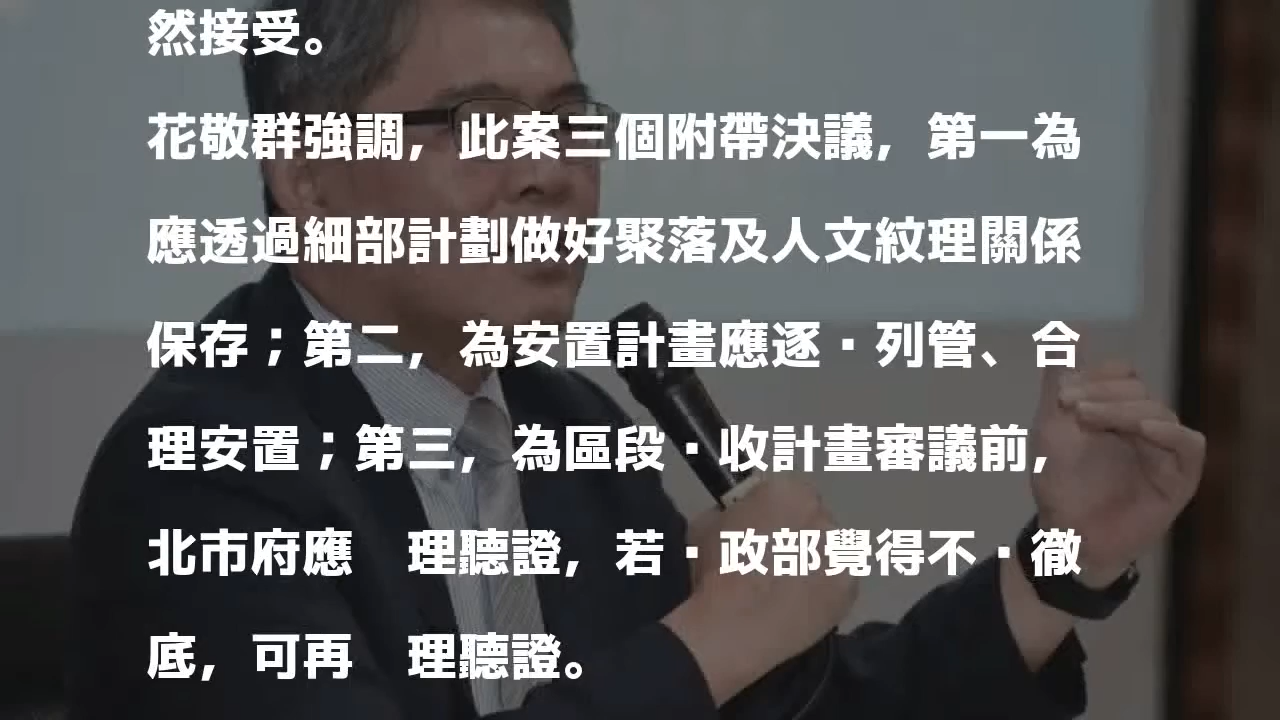 然接受。
花敬群強調，此案三個附帶決議，第一為
應透過細部計劃做好聚落及人文紋理關係
保存；第二，為安置計畫應逐·列管、合
理安置；第三，為區段·收計畫審議前，
北市府應　理聽證，若·政部覺得不·徹
底，可再　理聽證。